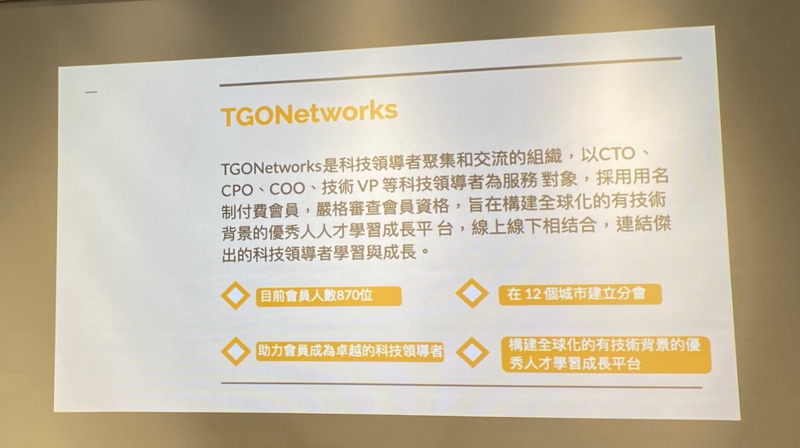 TGONetworks
TGONetworks是科技領導者聚集和交流的組織，以CTO、
CPO、COO、技術 VP 等科技領導者為服務 對象，採用用名
制付費會員，嚴格審查會員資格，旨在構建全球化的有技術
背景的優秀人人才學習成長平 台，線上線下相结合，連結傑
出的科技領導者學習與成長。
目前會員人數870位
在 12 個城市建立分會
助力會員成為卓越的科技領導者
構建全球化的有技術背景的優
秀人才學習成長平台